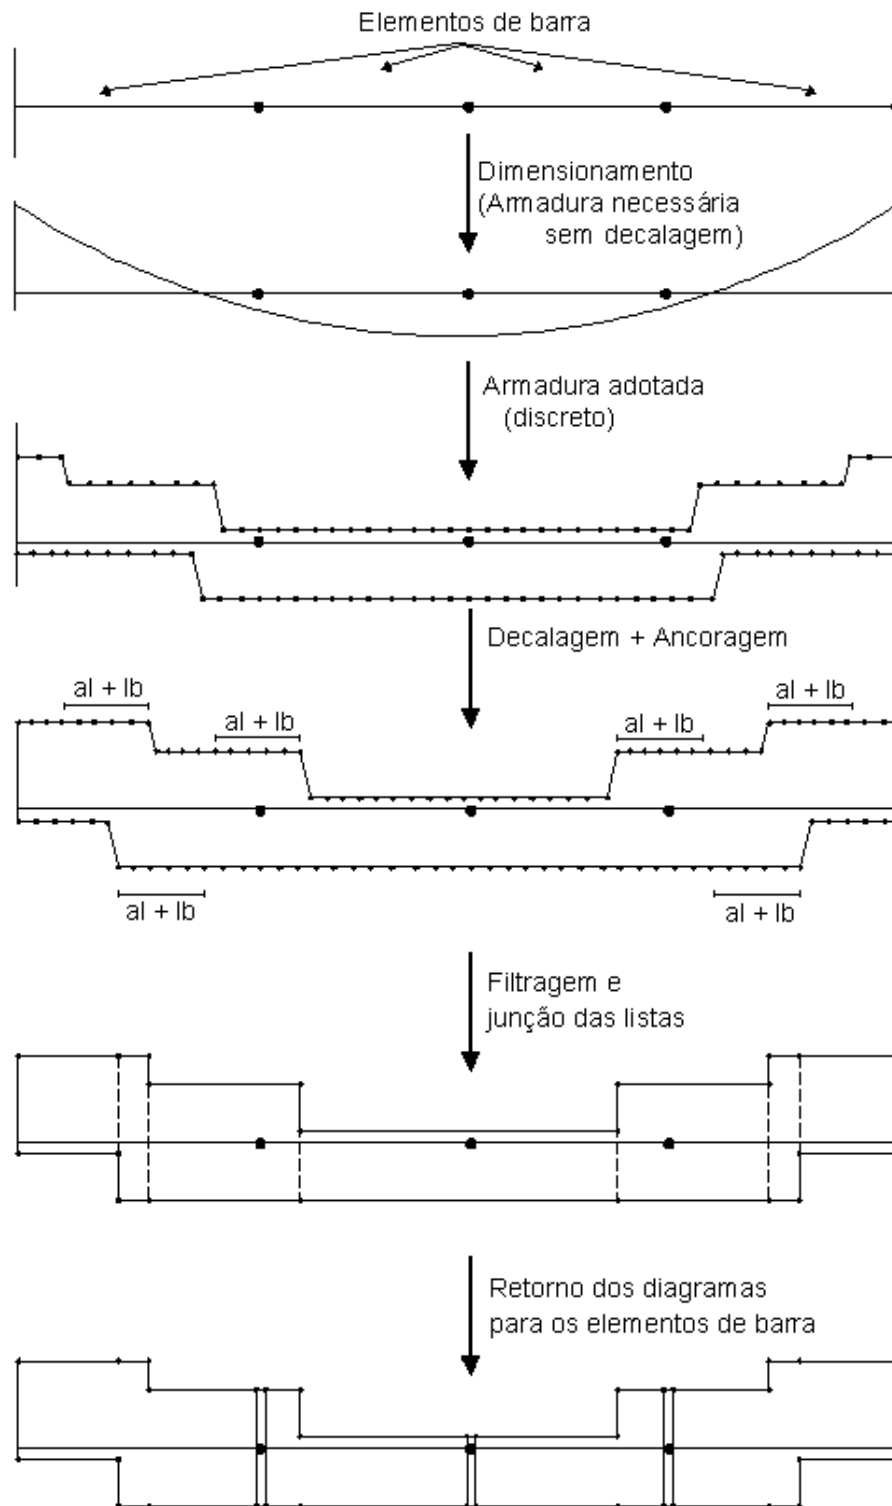 Elementos de barra
Dimensionamento
(Armadura necessária
sem decalagem)
Armadura adotada
(discreto)
Decalagem + Ancoragem
al + lb
al + lb
al + lb
al + lb
al + lb
al + lb
Filtragem e
junção das listas
Retorno dos diagramas
para os elementos de barra